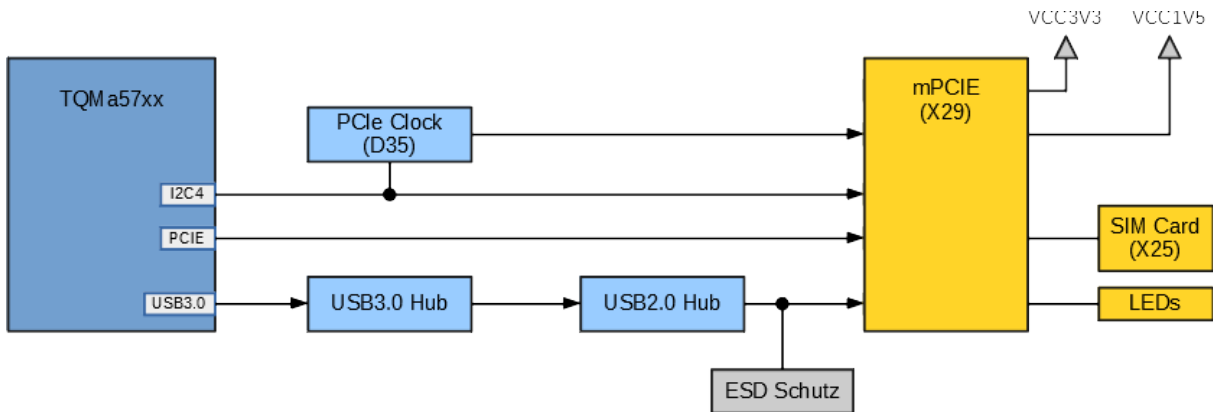 VCC3V3 VCC1V5
TQMa57xx
mPCIE
(X29)
PCIe Clock
(D35)
I2C4
PCIE
SIM Card
(X25)
USB3.0
USB3.0 Hub
USB2.0 Hub
LEDs
ESD Schutz